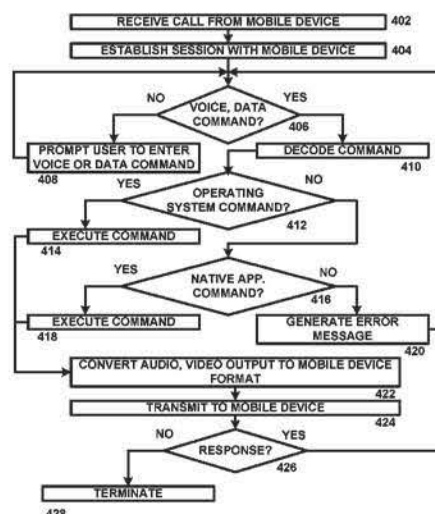 RECEIVE CALL FROM MOBILE DEVICE 402
ESTABLISH SESSION WITH MOBILE DEVICE 404
NO
YES
VOICE, DATA
COMMAND?
406
PROMPT USER TO ENTER
VOICE OR DATA COMMAND
408
DECODE COMMAND
410
YES
NO
OPERATING
SYSTEM COMMAND?
412
EXECUTE COMMAND
414
YES
NO
NATIVE APP.
COMMAND?
416
EXECUTE COMMAND
418
GENERATE ERROR
MESSAGE
420
CONVERT AUDIO, VIDEO OUTPUT TO MOBILE DEVICE
FORMAT
422
TRANSMIT TO MOBILE DEVICE
424
NO
YES
RESPONSE?
426
TERMINATE
428